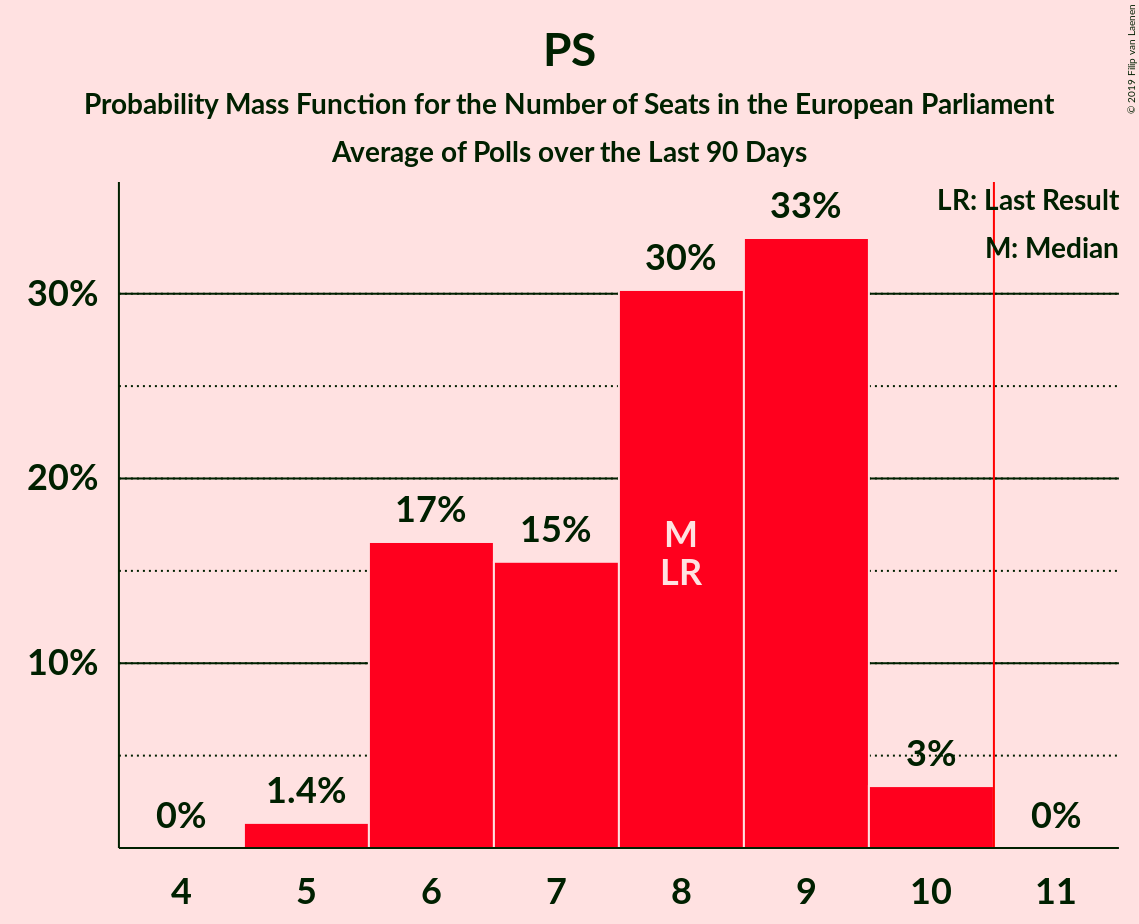 PS
Probability Mass Function for the Number of Seats in the European Parliament
Average of Polls over the Last 90 Days
© 2019 Filip van Laenen
LR: Last Result
M: Median
33%
30%
30%
20%
17%
15%
M
LR
10%
3%
1.4%
0%
0%
4 5 6 7 8 9 10 11